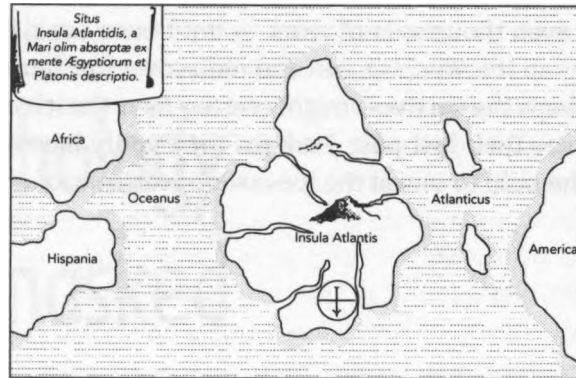 Situs
Insula Atlantidis, a
Mari olim absorptæ ex
mente Ægyptiorum et
Platonis descriptio.
Africa
Oceanus
Atlanticus
Insula Atlantis
Hispania
America